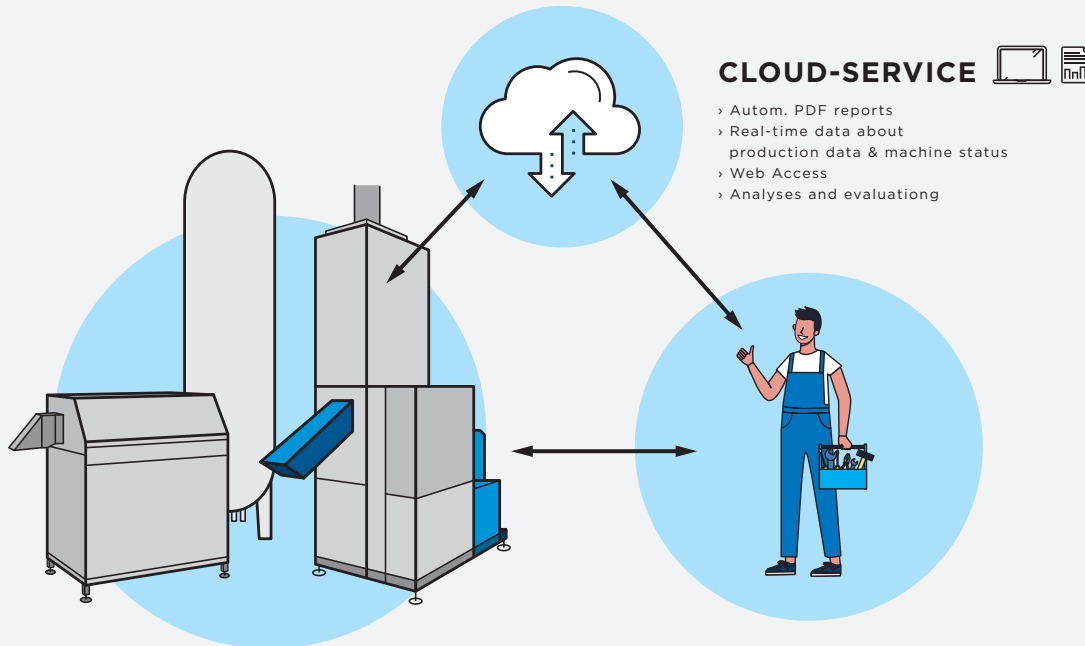 CLOUD-SERVICE
› Autom. PDF reports
› Real-time data about
production data & machine status
› Web Access
› Analyses and evaluationg